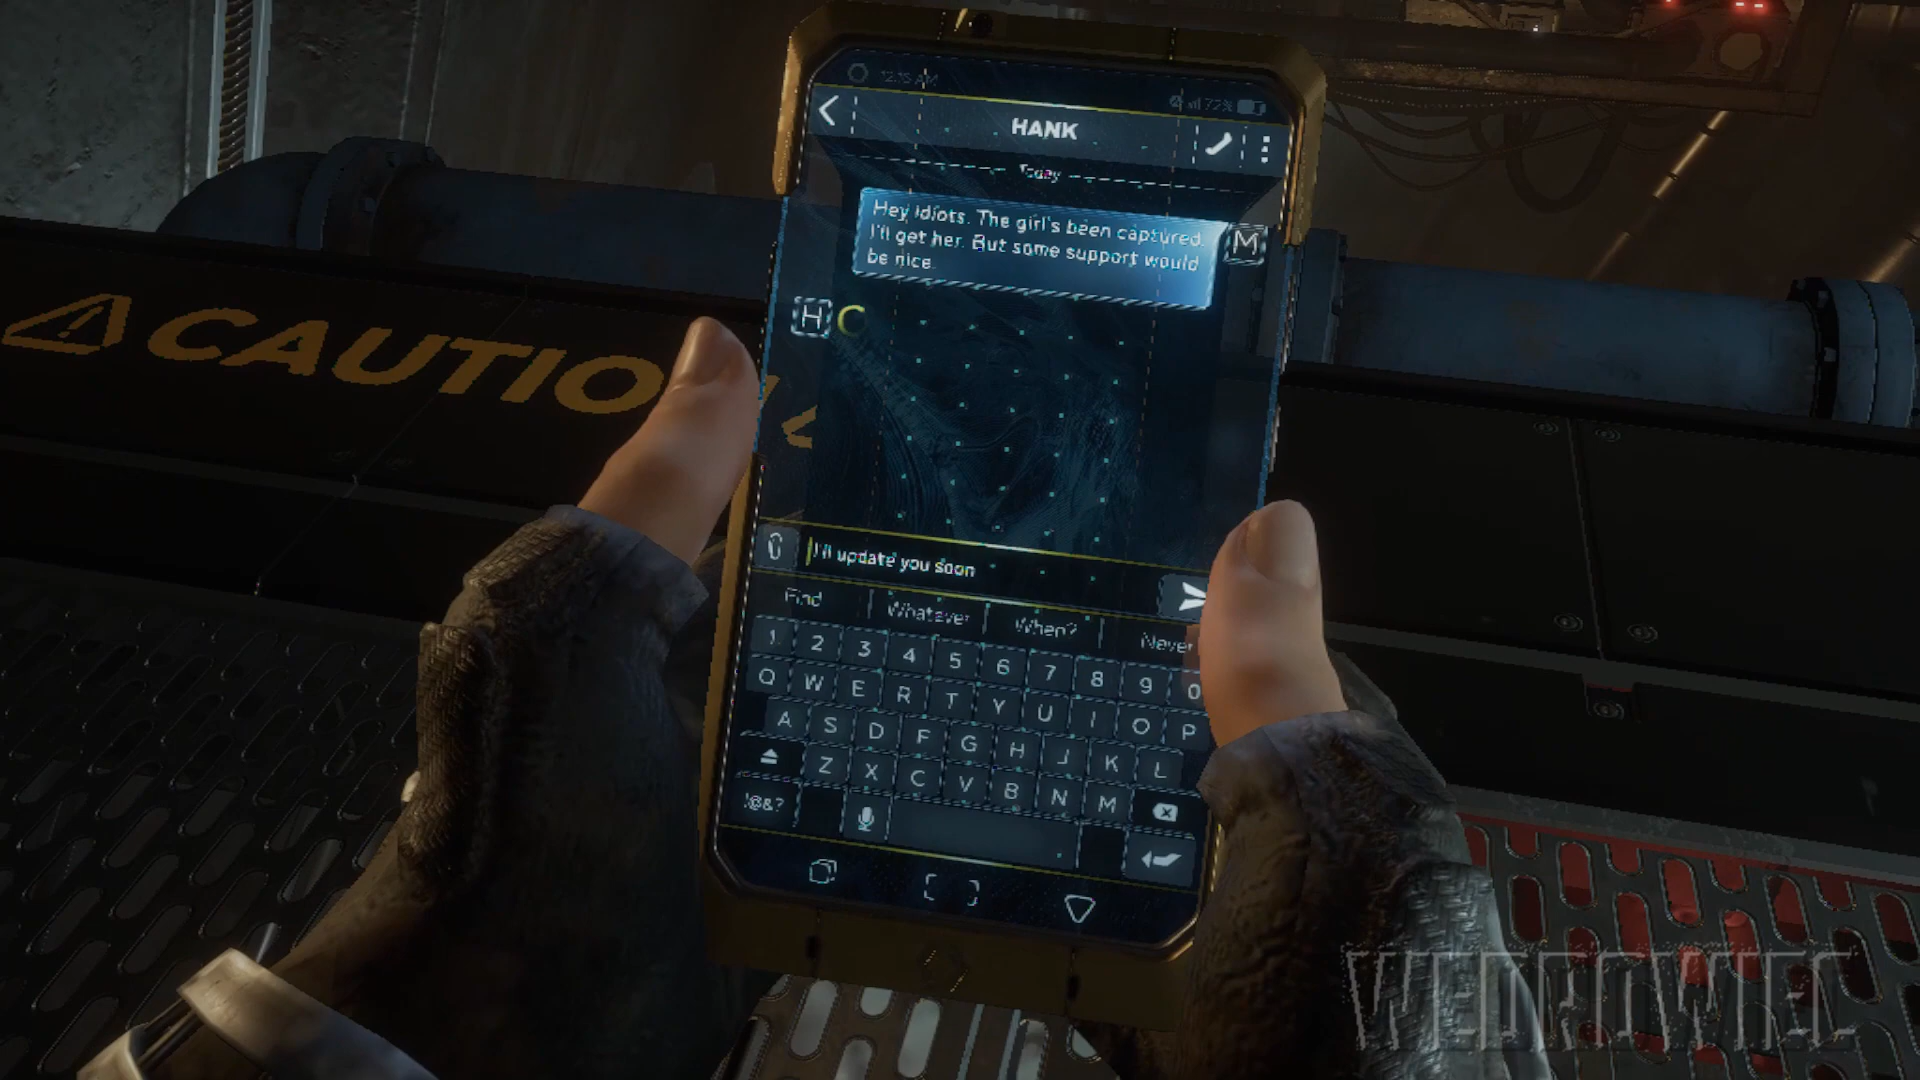 12:15 AM
72%
HANK
Today
Hey idiots. The girl's been captured.
I'll get her. But some support would
be nice.
M
H
CAUTION
I'll update you soon
Find Whatever When? Never
1 2 3 4 5 6 7 8 9 0
Q W E R T Y U I O P
A S D F G H J K L
Z X C V B N M
!@&?
WEDROWIEC